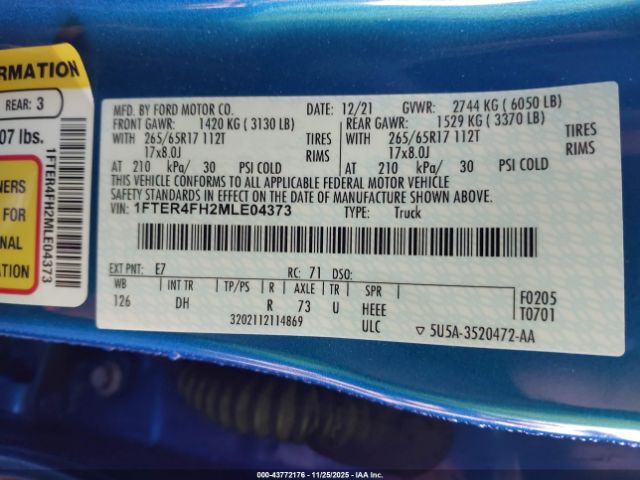 RMATION
REAR: 3
07 lbs.
NERS
FOR
NAL
ATION
1FTER4FH2MLE04373
MFD. BY FORD MOTOR CO. DATE: 12/21 GVWR: 2744 KG ( 6050 LB)
FRONT GAWR: 1420 KG ( 3130 LB) REAR GAWR: 1529 KG ( 3370 LB)
WITH 265/65R17 112T TIRES WITH 265/65R17 112T TIRES
17x8.0J RIMS 17x8.0J RIMS
AT 210 kPa/ 30 PSI COLD AT 210 kPa/ 30 PSI COLD
THIS VEHICLE CONFORMS TO ALL APPLICABLE FEDERAL MOTOR VEHICLE
SAFETY STANDARDS IN EFFECT ON THE DATE OF MANUFACTURE SHOWN ABOVE.
VIN: 1FTER4FH2MLE04373 TYPE: Truck
EXT PNT: E7 RC: 71 DSO:
WB INT TR TP/PS R AXLE TR SPR
126 DH R 73 U HEEE
ULC
F0205
T0701
3202112114869
▽ 5U5A-3520472-AA
000-43772176 - 11/25/2025 - IAA Inc.